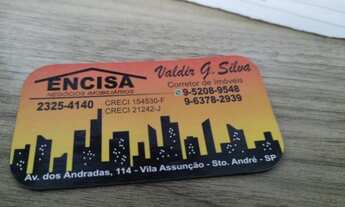 ENCISA
NEGÓCIOS IMOBILIÁRIOS
Valdir G. Silva
Corretor de Imóveis
2325-4140
CRECI 154530-F
CRECI 21242-J
9-5208-9548
9-6378-2939
Av. dos Andradas, 114 - Vila Assunção - Sto. André - SP